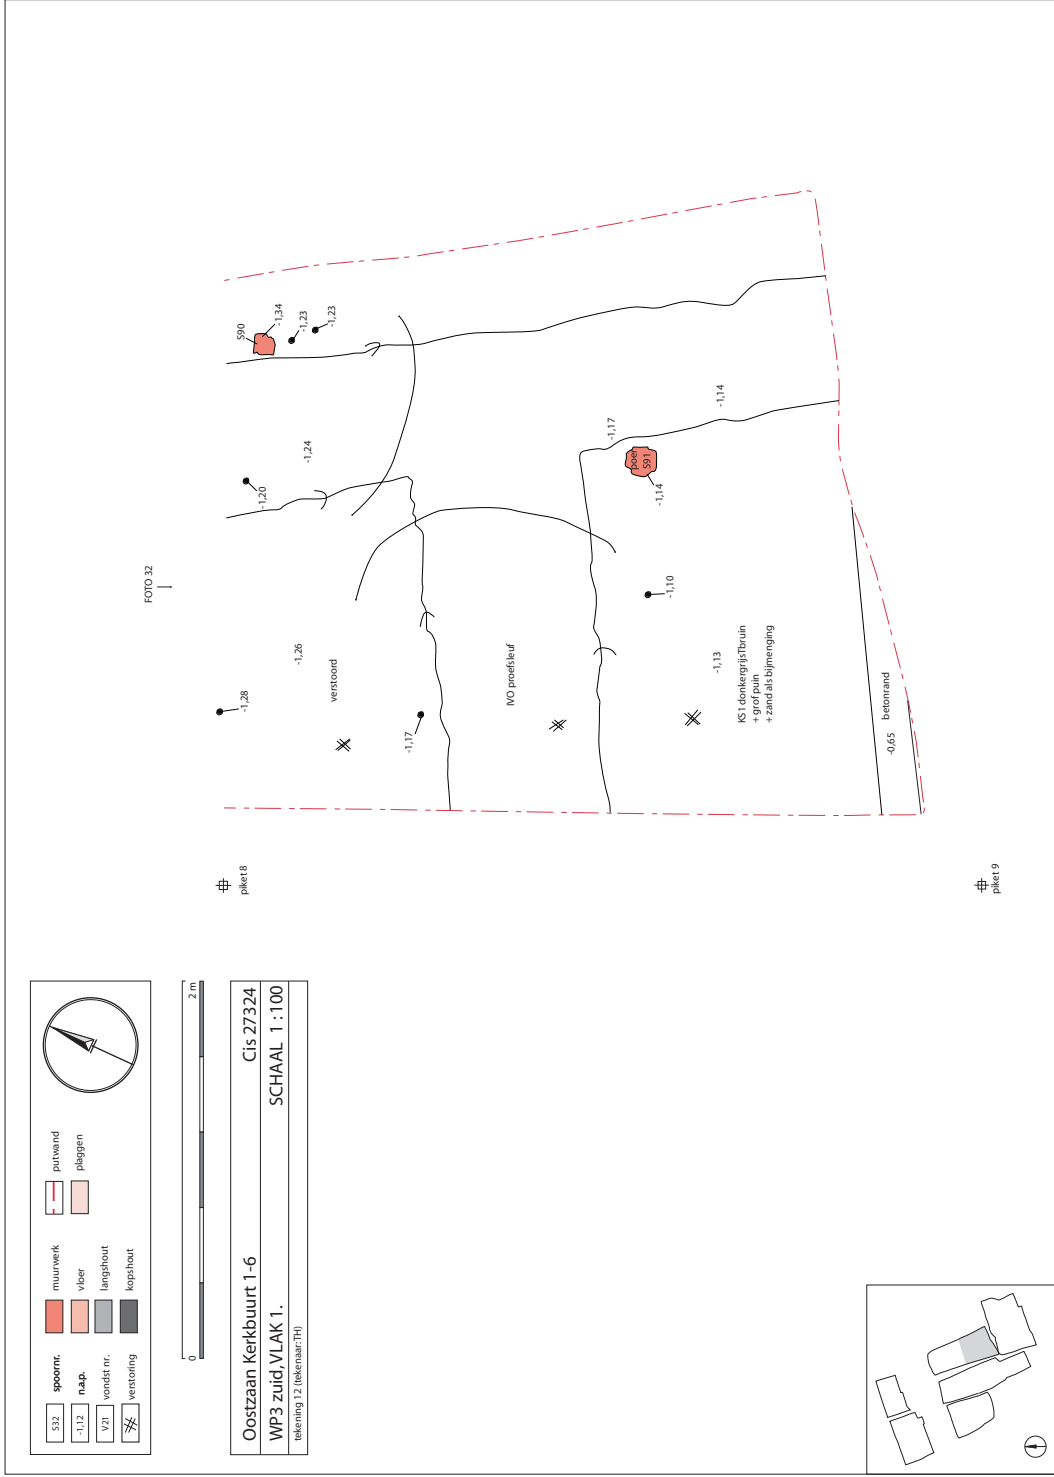 S32 spoornr.
-1,12 n.a.p.
V21 vondst nr.
verstoring
muurwerk
vloer
langshout
kopshout
putwand
plaggen
0
2 m
Oostzaan Kerkbuurt 1-6 Cis 27324
WP3 zuid, VLAK 1. SCHAAL 1 : 100
tekening 12 (tekenaar: TH)
piket 8
piket 9
FOTO 32
S90
-1,34
-1,23
-1,23
-1,24
-1,20
-1,26
verstoord
-1,28
-1,17
IVO proefsleuf
-1,17
-1,14
poer
S91
-1,14
-1,10
-1,13
KS1 donkergrijsTbruin
+ grof puin
+ zand als bijmenging
betonrand
-0,65